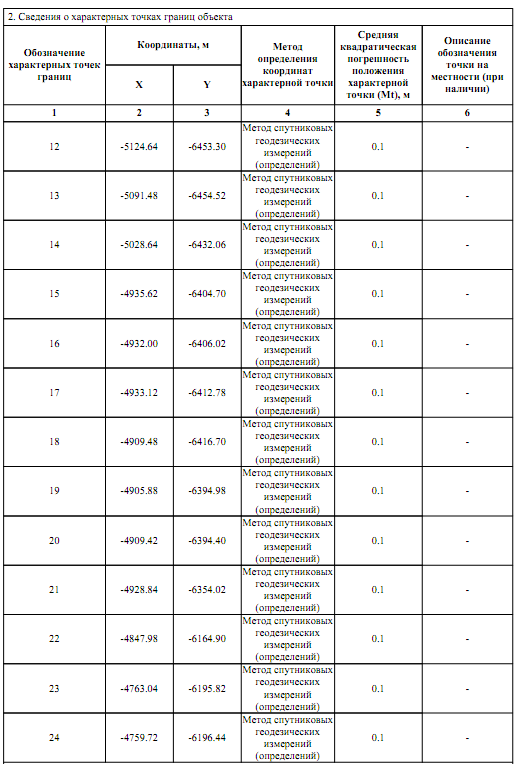 2. Сведения о характерных точках границ объекта
Обозначение
характерных точек
границ
Координаты, м
X
Y
Метод
определения
координат
характерной точки
Средняя
квадратическая
погрешность
положения
характерной
точки (Mt), м
Описание
обозначения
точки на
местности (при
наличии)
1 2 3 4 5 6
Метод спутниковых
геодезических
12 -5124.64 -6453.30 0.1 -
измерений
(определений)
Метод спутниковых
геодезических
13 -5091.48 -6454.52 0.1 -
измерений
(определений)
Метод спутниковых
геодезических
14 -5028.64 -6432.06 0.1 -
измерений
(определений)
Метод спутниковых
геодезических
15 -4935.62 -6404.70 0.1 -
измерений
(определений)
Метод спутниковых
геодезических
16 -4932.00 -6406.02 0.1 -
измерений
(определений)
Метод спутниковых
геодезических
17 -4933.12 -6412.78 0.1 -
измерений
(определений)
Метод спутниковых
геодезических
18 -4909.48 -6416.70 0.1 -
измерений
(определений)
Метод спутниковых
геодезических
19 -4905.88 -6394.98 0.1 -
измерений
(определений)
Метод спутниковых
геодезических
20 -4909.42 -6394.40 0.1 -
измерений
(определений)
Метод спутниковых
геодезических
21 -4928.84 -6354.02 0.1 -
измерений
(определений)
Метод спутниковых
геодезических
22 -4847.98 -6164.90 0.1 -
измерений
(определений)
Метод спутниковых
геодезических
23 -4763.04 -6195.82 0.1 -
измерений
(определений)
Метод спутниковых
геодезических
24 -4759.72 -6196.44 0.1 -
измерений
(определений)